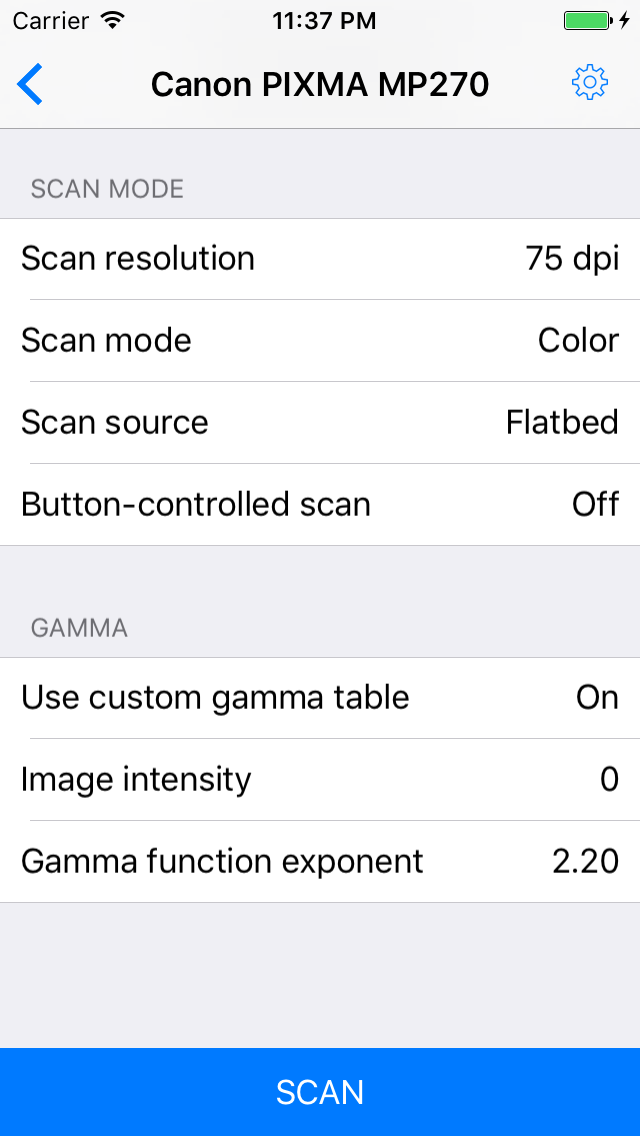 Carrier 11:37 PM
Canon PIXMA MP270
SCAN MODE
Scan resolution 75 dpi
Scan mode Color
Scan source Flatbed
Button-controlled scan Off
GAMMA
Use custom gamma table On
Image intensity 0
Gamma function exponent 2.20
SCAN